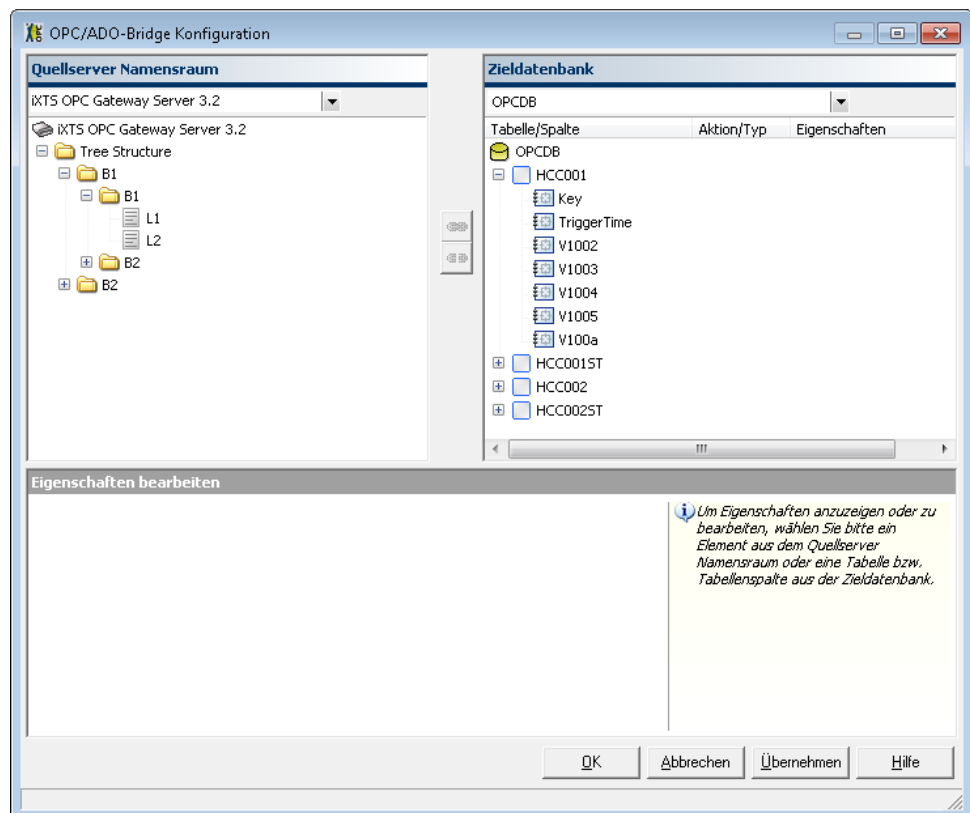 OPC/ADO-Bridge Konfiguration
Quellserver Namensraum
iXTS OPC Gateway Server 3.2
iXTS OPC Gateway Server 3.2
Tree Structure
B1
B1
L1
L2
B2
B2
Zieldatenbank
OPCDB
Tabelle/Spalte Aktion/Typ Eigenschaften
OPCDB
HCC001
Key
TriggerTime
V1002
V1003
V1004
V1005
V100a
HCC001ST
HCC002
HCC002ST
Eigenschaften bearbeiten
Um Eigenschaften anzuzeigen oder zu
bearbeiten, wählen Sie bitte ein
Element aus dem Quellserver
Namensraum oder eine Tabelle bzw.
Tabellenspalte aus der Zieldatenbank.
OK Abbrechen Übernehmen Hilfe